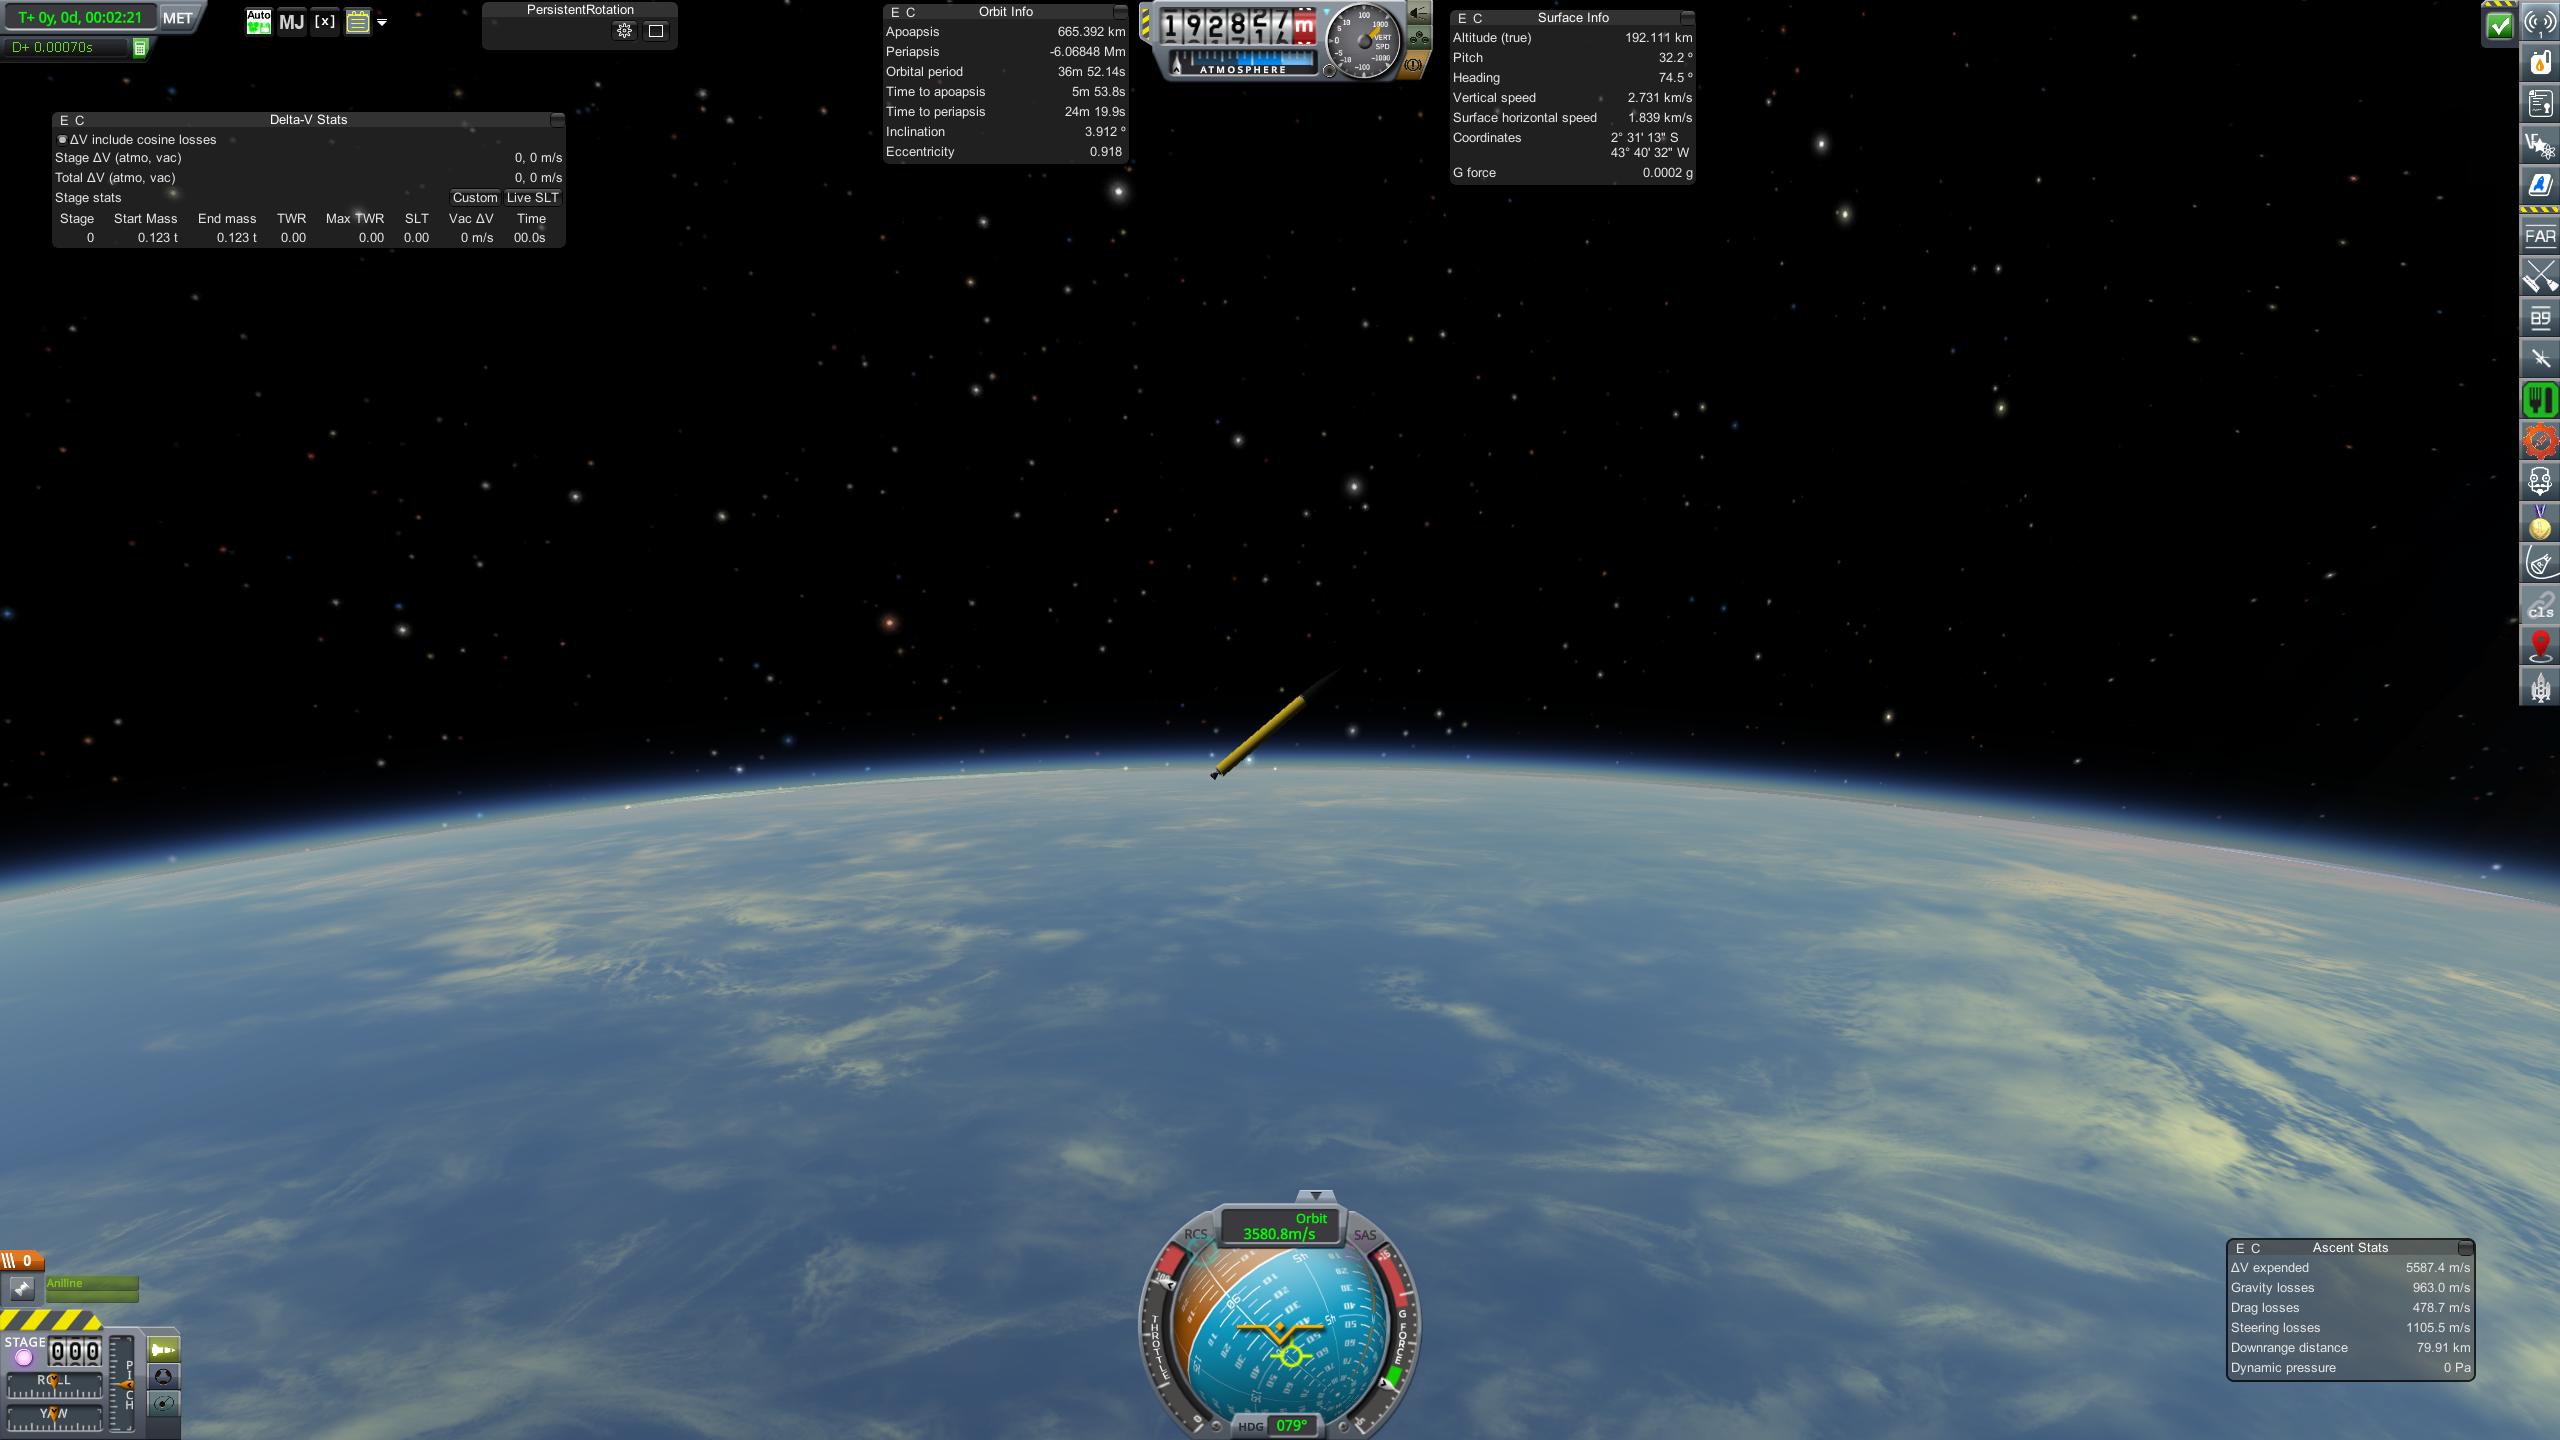 T+ 0y, 0d, 00:02:21 MET
D+ 0.00070s
Auto MJ [x]
PersistentRotation
E C Delta-V Stats
ΔV include cosine losses
Stage ΔV (atmo, vac) 0, 0 m/s
Total ΔV (atmo, vac) 0, 0 m/s
Stage stats Custom Live SLT
Stage Start Mass End mass TWR Max TWR SLT Vac ΔV Time
0 0.123 t 0.123 t 0.00 0.00 0.00 0 m/s 00.0s
E C Orbit Info
Apoapsis 665.392 km
Periapsis -6.06848 Mm
Orbital period 36m 52.14s
Time to apoapsis 5m 53.8s
Time to periapsis 24m 19.9s
Inclination 3.912 º
Eccentricity 0.918
m
ATMOSPHERE
VERT
SPD
E C Surface Info
Altitude (true) 192.111 km
Pitch 32.2 º
Heading 74.5 º
Vertical speed 2.731 km/s
Surface horizontal speed 1.839 km/s
Coordinates 2° 31' 13" S
43° 40' 32" W
G force 0.0002 g
FAR
B9
cls
Orbit
3580.8m/s
RCS SAS
THROTTLE
G FORCE
HDG 079°
0
Aniline
STAGE 000
ROLL
PITCH
YAW
E C Ascent Stats
ΔV expended 5587.4 m/s
Gravity losses 963.0 m/s
Drag losses 478.7 m/s
Steering losses 1105.5 m/s
Downrange distance 79.91 km
Dynamic pressure 0 Pa